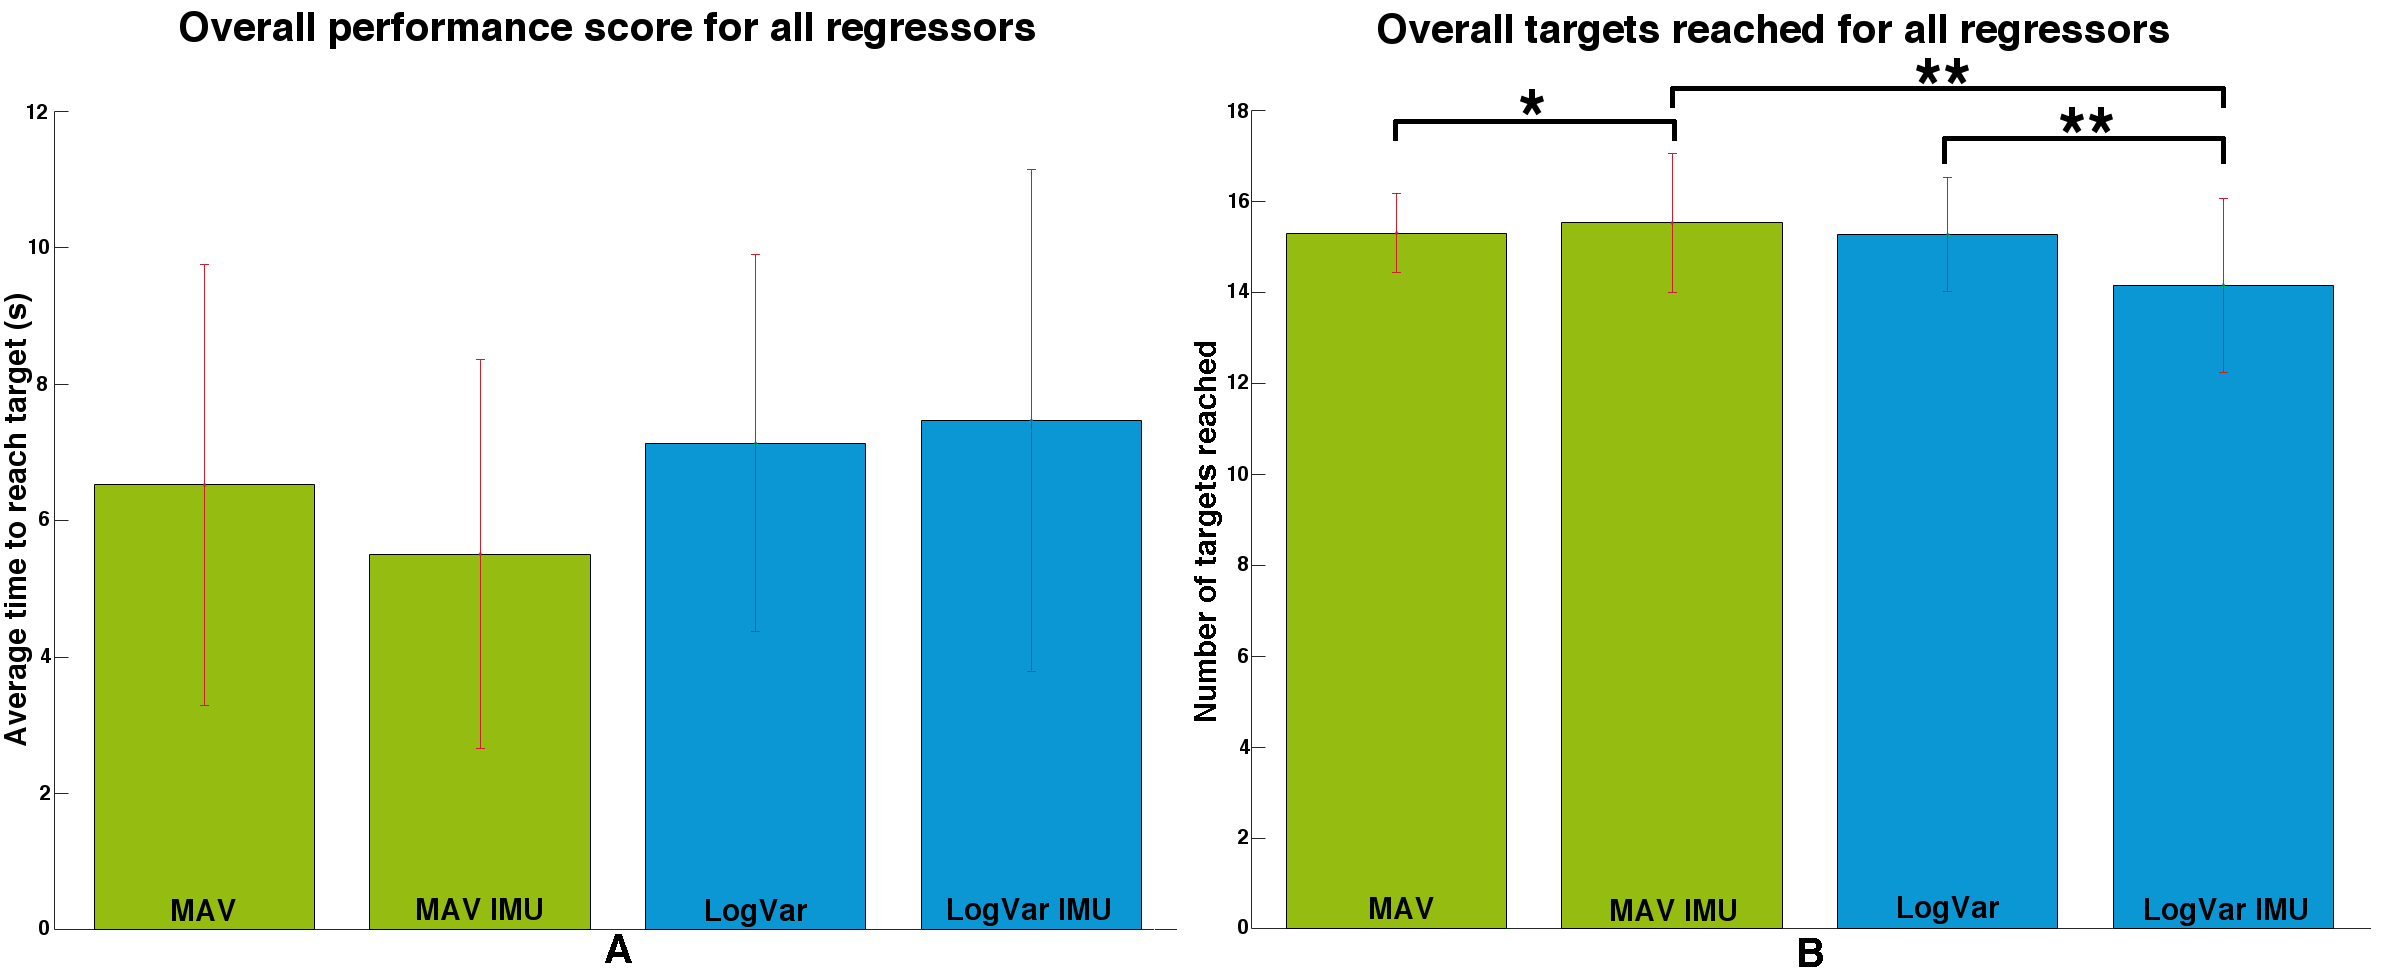 Overall performance score for all regressors
Average time to reach target (s)
12
10
8
6
4
2
0
MAV
MAV IMU
LogVar
LogVar IMU
A
Overall targets reached for all regressors
Number of targets reached
**
*
**
18
16
14
12
10
8
6
4
2
0
MAV
MAV IMU
LogVar
LogVar IMU
B